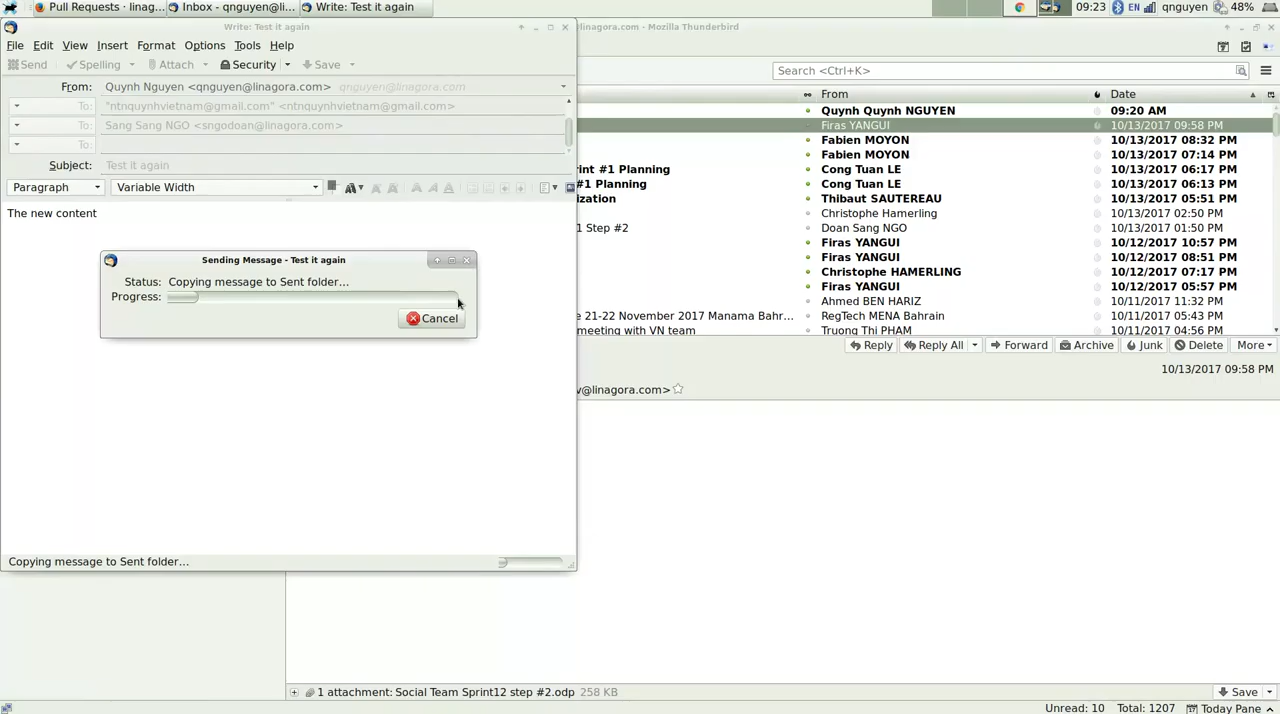 Pull Requests · linag...
Inbox - qnguyen@li...
Write: Test it again
09:23
EN
qnguyen
48%
Write: Test it again
File Edit View Insert Format Options Tools Help
Send Spelling Attach Security Save
From: Quynh Nguyen <qnguyen@linagora.com> qnguyen@linagora.com
To: "ntnquynhvietnam@gmail.com" <ntnquynhvietnam@gmail.com>
To: Sang Sang NGO <sngodoan@linagora.com>
To:
Subject: Test it again
Paragraph Variable Width
The new content
Sending Message - Test it again
Status: Copying message to Sent folder...
Progress:
Cancel
Copying message to Sent folder...
linagora.com - Mozilla Thunderbird
Search <Ctrl+K>
From Date
Quynh Quynh NGUYEN 09:20 AM
Firas YANGUI 10/13/2017 09:58 PM
Fabien MOYON 10/13/2017 08:32 PM
Fabien MOYON 10/13/2017 07:14 PM
int #1 Planning Cong Tuan LE 10/13/2017 06:17 PM
#1 Planning Cong Tuan LE 10/13/2017 06:13 PM
ization Thibaut SAUTEREAU 10/13/2017 05:51 PM
Christophe Hamerling 10/13/2017 02:50 PM
1 Step #2 Doan Sang NGO 10/13/2017 01:50 PM
Firas YANGUI 10/12/2017 10:57 PM
Firas YANGUI 10/12/2017 08:51 PM
Christophe HAMERLING 10/12/2017 07:17 PM
Firas YANGUI 10/12/2017 05:57 PM
Ahmed BEN HARIZ 10/11/2017 11:32 PM
e 21-22 November 2017 Manama Bahr... RegTech MENA Bahrain 10/11/2017 05:43 PM
meeting with VN team Truong Thi PHAM 10/11/2017 04:56 PM
Reply Reply All Forward Archive Junk Delete More
10/13/2017 09:58 PM
v@linagora.com>
1 attachment: Social Team Sprint12 step #2.odp 258 KB
Save
Unread: 10 Total: 1207 Today Pane